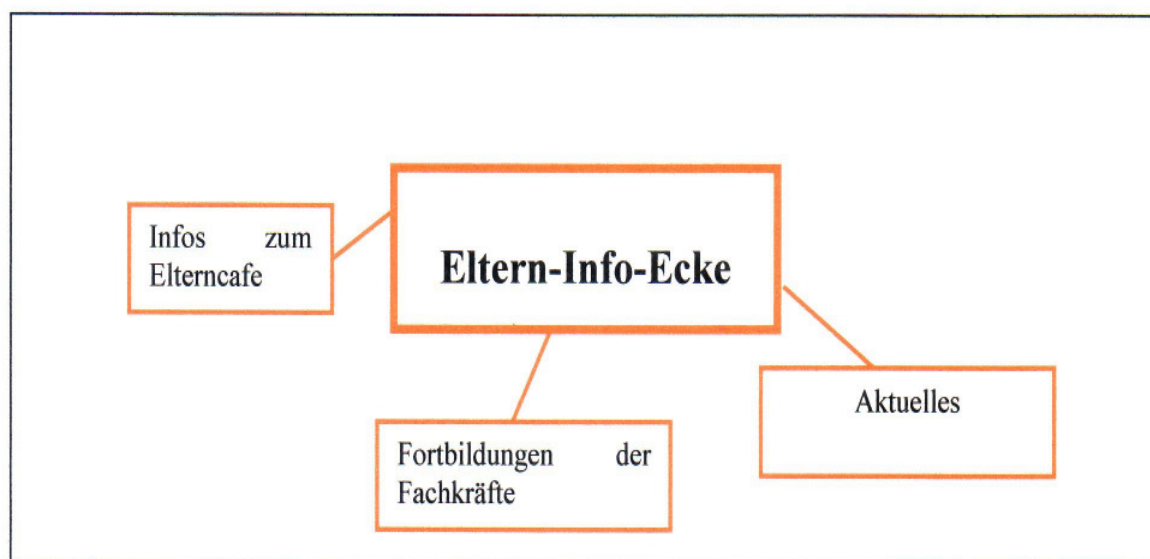 Eltern-Info-Ecke
Infos zum
Elterncafe
Fortbildungen der
Fachkräfte
Aktuelles